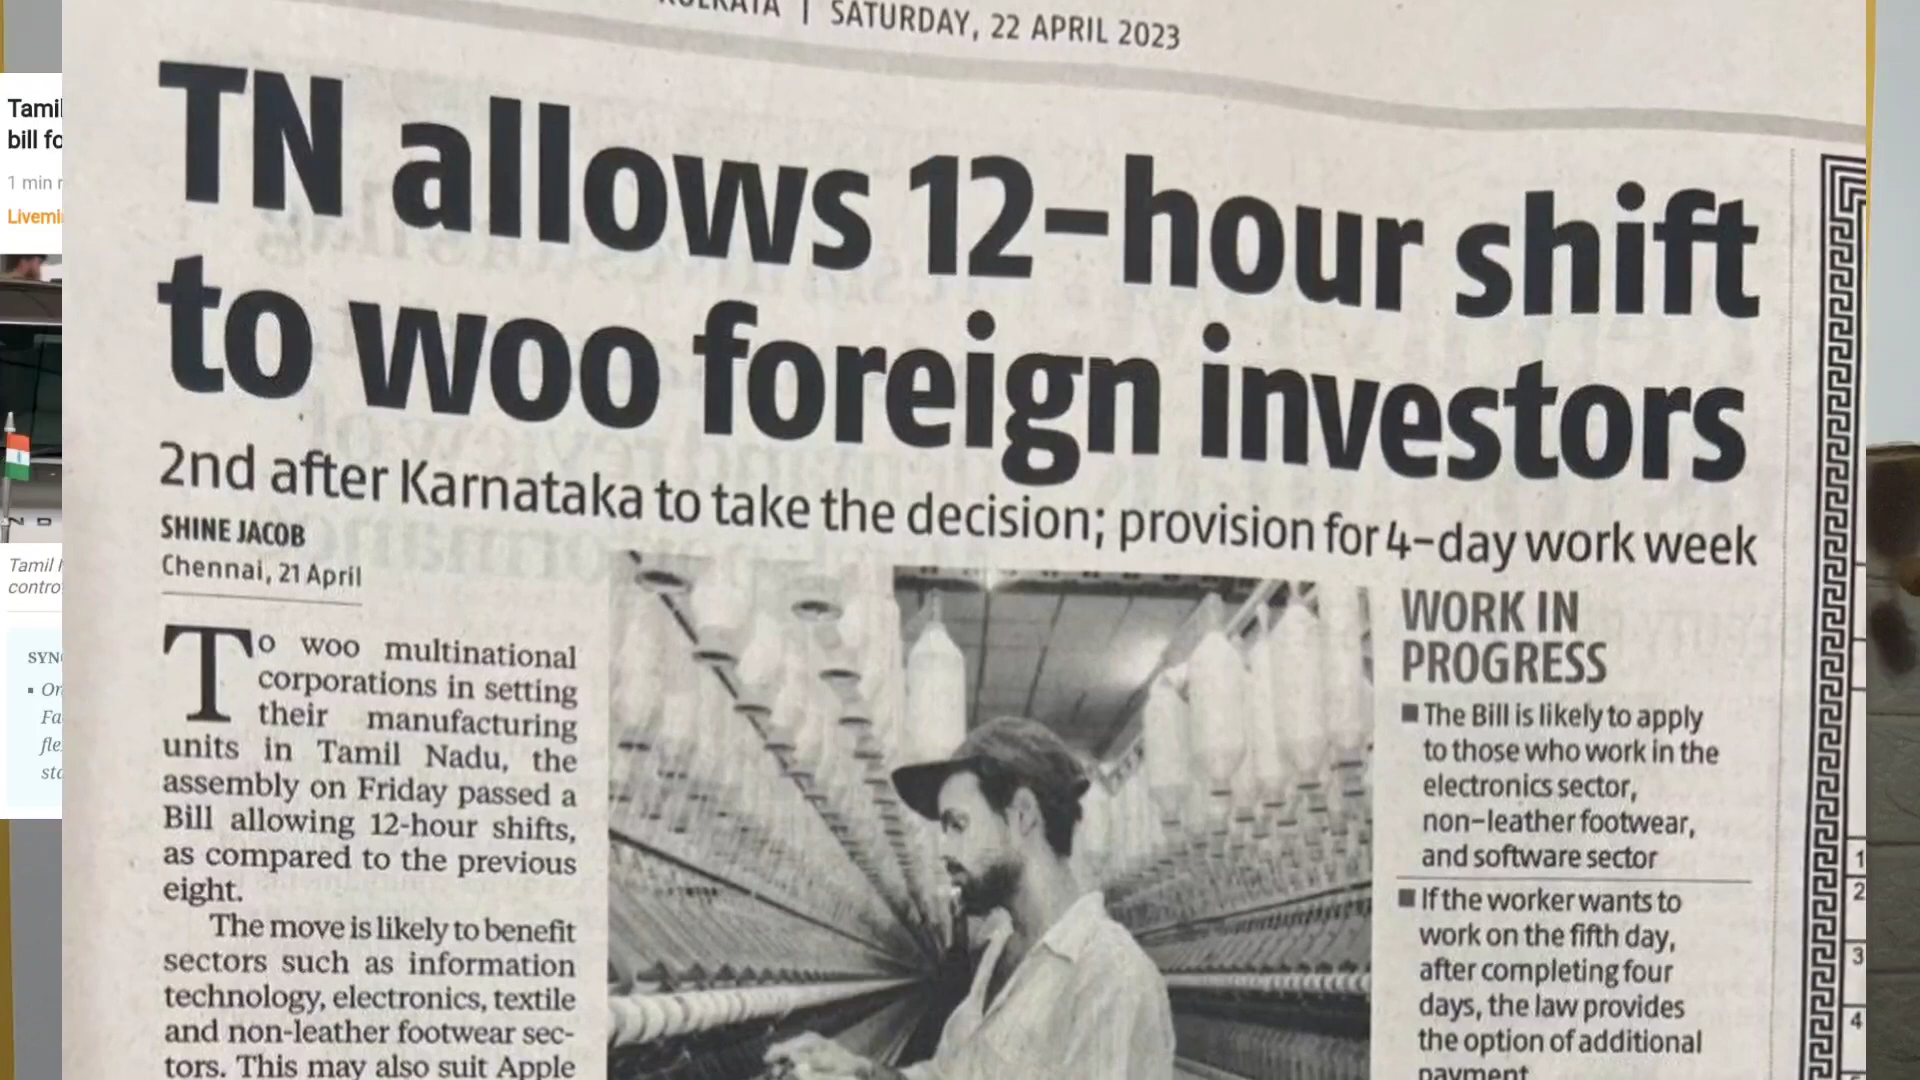 SATURDAY, 22 APRIL 2023
TN allows 12-hour shift
to woo foreign investors
2nd after Karnataka to take the decision; provision for 4-day work week
SHINE JACOB
Chennai, 21 April
To woo multinational
corporations in setting
their manufacturing
units in Tamil Nadu, the
assembly on Friday passed a
Bill allowing 12-hour shifts,
as compared to the previous
eight.
The move is likely to benefit
sectors such as information
technology, electronics, textile
and non-leather footwear sec-
tors. This may also suit Apple
WORK IN
PROGRESS
■ The Bill is likely to apply
to those who work in the
electronics sector,
non-leather footwear,
and software sector
■ If the worker wants to
work on the fifth day,
after completing four
days, the law provides
the option of additional
payment
1
2
3
4
bill
1 min
Tamil
SYN